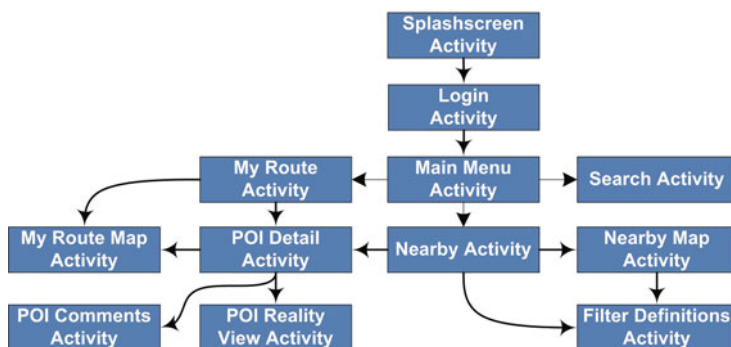 Splashscreen
Activity
Login
Activity
My Route
Activity
Main Menu
Activity
Search Activity
My Route Map
Activity
POI Detail
Activity
Nearby Activity
Nearby Map
Activity
POI Comments
Activity
POI Reality
View Activity
Filter Definitions
Activity